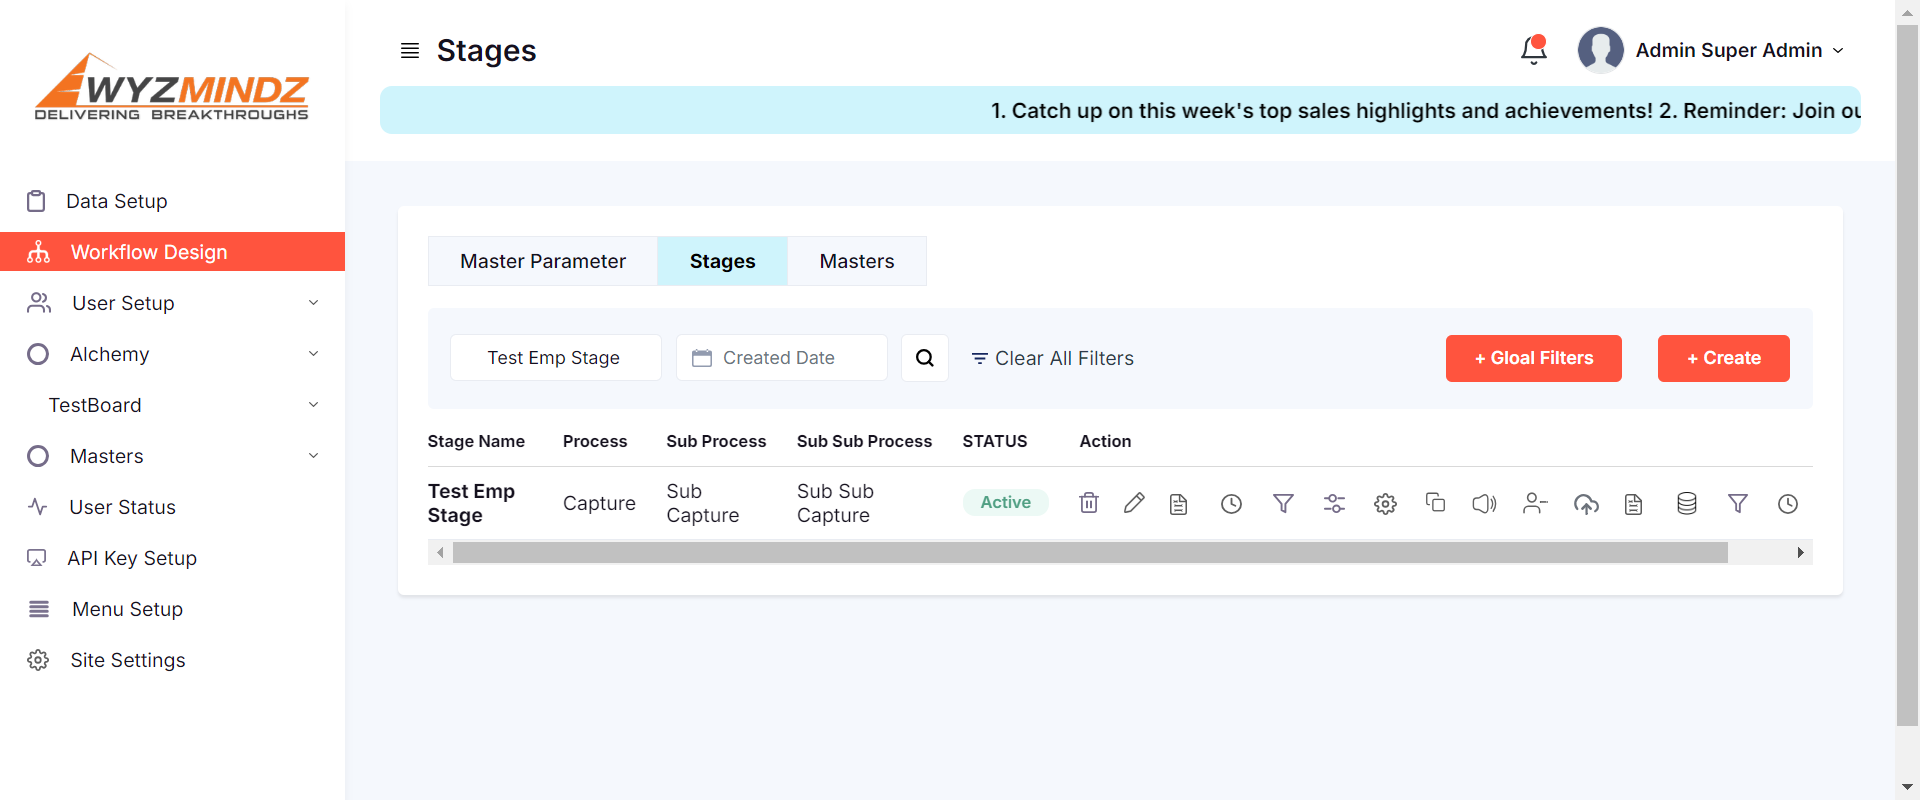 WYZMINDZ
DELIVERING BREAKTHROUGHS
Stages
Admin Super Admin
1. Catch up on this week's top sales highlights and achievements! 2. Reminder: Join ou
Data Setup
Workflow Design
User Setup
Alchemy
TestBoard
Masters
User Status
API Key Setup
Menu Setup
Site Settings
Master Parameter
Stages
Masters
Test Emp Stage
Created Date
Clear All Filters
+ Gloal Filters
+ Create
Stage Name Process Sub Process Sub Sub Process STATUS Action
Test Emp
Stage
Capture
Sub
Capture
Sub Sub
Capture
Active